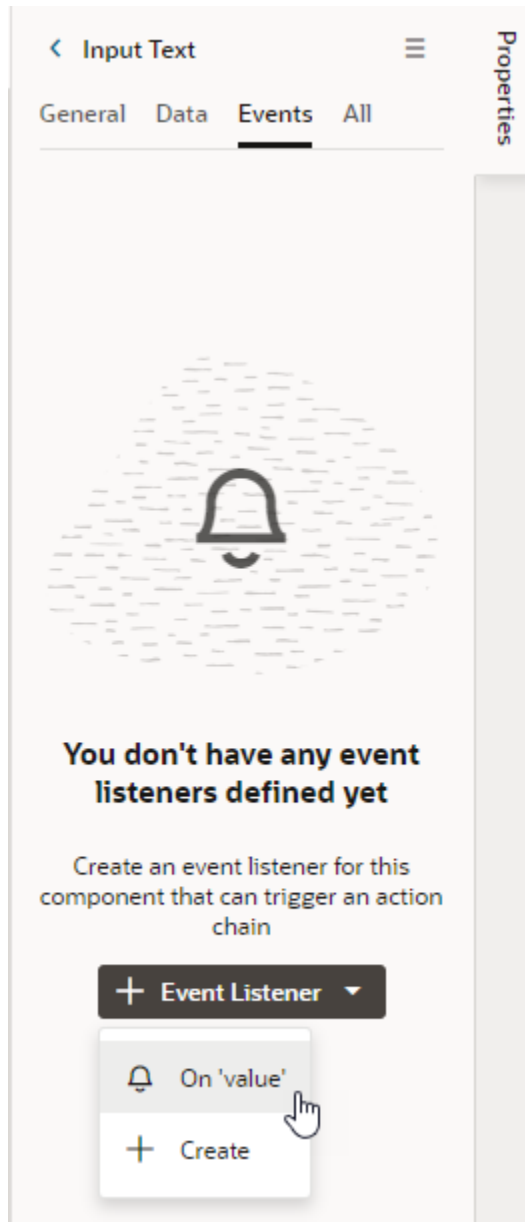 Input Text
Properties
General Data Events All
You don't have any event
listeners defined yet
Create an event listener for this
component that can trigger an action
chain
Event Listener
On 'value'
Create